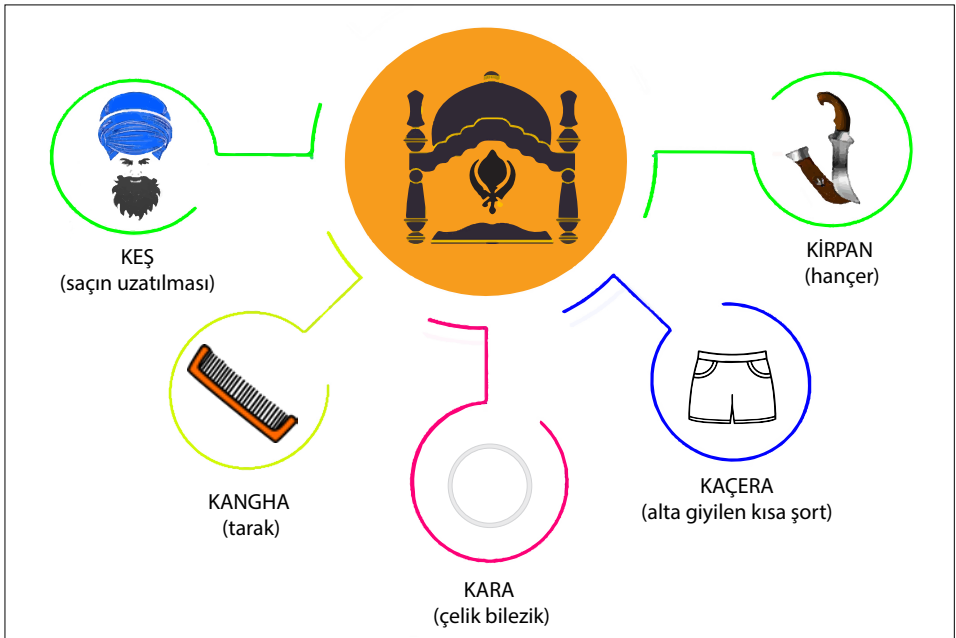 KEŞ
(saçın uzatılması)
KİRPAN
(hançer)
KANGHA
(tarak)
KAÇERA
(alta giyilen kısa şort)
KARA
(çelik bilezik)